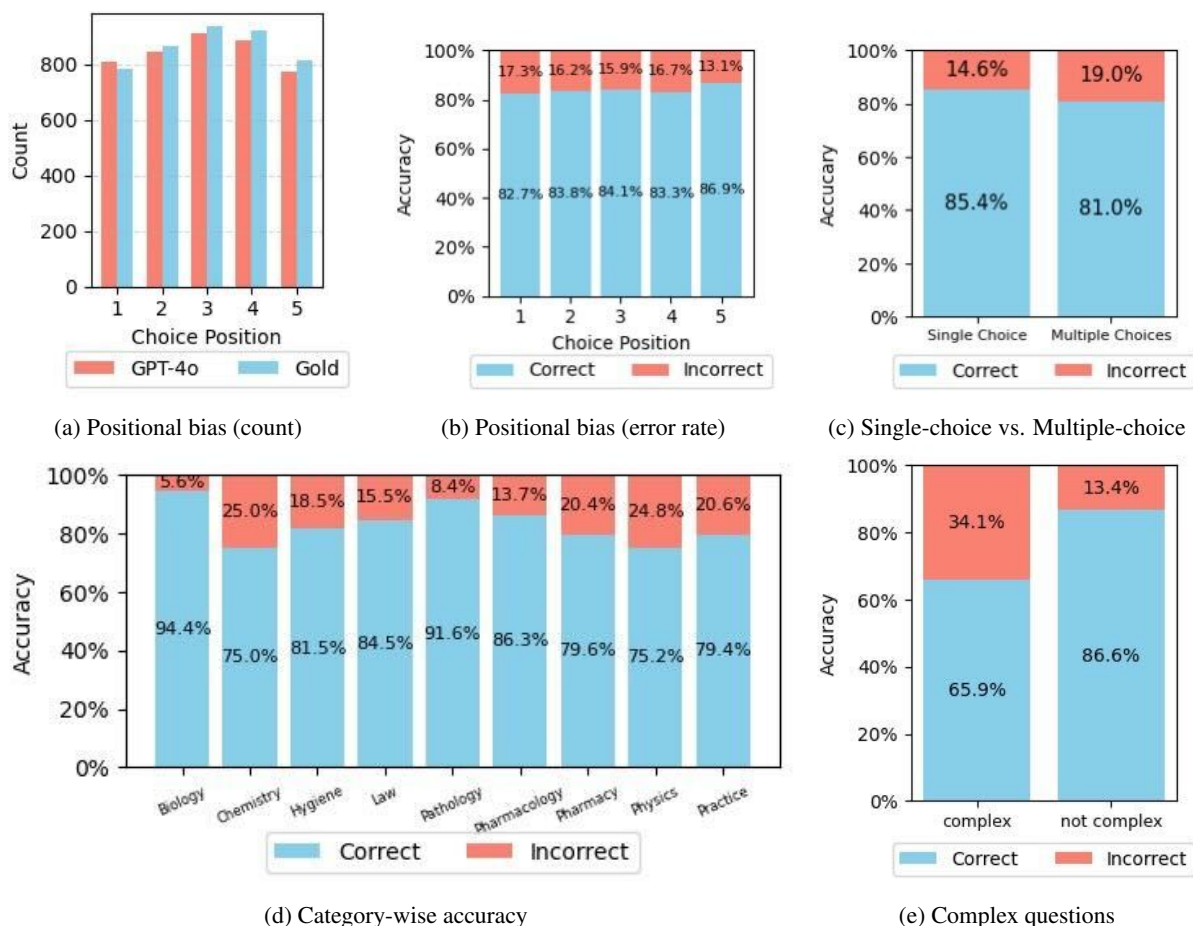 800
600
400
200
0
Count
1 2 3 4 5
Choice Position
GPT-4o Gold
(a) Positional bias (count)
100%
80%
60%
40%
20%
0%
Accuracy
17.3% 16.2% 15.9% 16.7% 13.1%
82.7% 83.8% 84.1% 83.3% 86.9%
1 2 3 4 5
Choice Position
Correct Incorrect
(b) Positional bias (error rate)
100%
80%
60%
40%
20%
0%
Accucary
14.6% 19.0%
85.4% 81.0%
Single Choice Multiple Choices
Correct Incorrect
(c) Single-choice vs. Multiple-choice
100%
80%
60%
40%
20%
0%
Accuracy
5.6% 25.0% 18.5% 15.5% 8.4% 13.7% 20.4% 24.8% 20.6%
94.4% 75.0% 81.5% 84.5% 91.6% 86.3% 79.6% 75.2% 79.4%
Biology Chemistry Hygiene Law Pathology Pharmacology Pharmacy Physics Practice
Correct Incorrect
(d) Category-wise accuracy
100%
80%
60%
40%
20%
0%
Accuracy
34.1% 13.4%
65.9% 86.6%
complex not complex
Correct Incorrect
(e) Complex questions